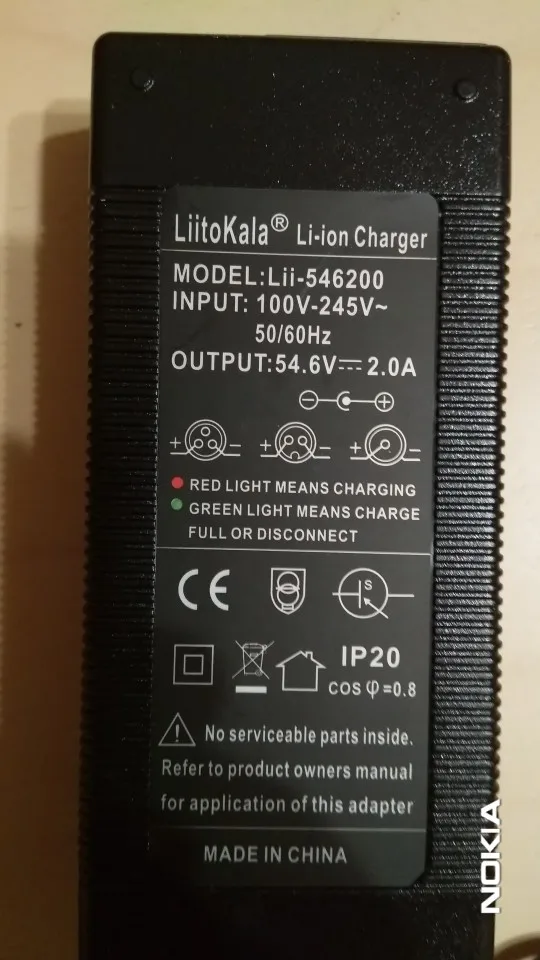 LiitoKala® Li-ion Charger
MODEL:Lii-546200
INPUT: 100V-245V~
50/60Hz
OUTPUT:54.6V⎓2.0A
− +
+ −  + −  + −
RED LIGHT MEANS CHARGING
GREEN LIGHT MEANS CHARGE
FULL OR DISCONNECT
CE S
IP20
cos φ=0.8
No serviceable parts inside.
Refer to product owners manual
for application of this adapter
MADE IN CHINA
NOKIA